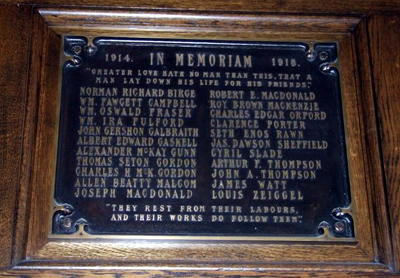 1914. IN MEMORIAM 1918.
"GREATER LOVE HATH NO MAN THAN THIS, THAT A
MAN LAY DOWN HIS LIFE FOR HIS FRIENDS."
NORMAN RICHARD BIRGE
WM. FAWCETT CAMPBELL
WM. OSWALD FRASER
WM. IRA FULFORD
JOHN GERSHON GALBRAITH
ALBERT EDWARD GASKELL
ALEXANDER McKAY GUNN
THOMAS SETON GORDON
CHARLES H McK. GORDON
ALLEN BEATTY MALCOM
JOSEPH MACDONALD
ROBERT E. MACDONALD
ROY BROWN MACKENZIE
CHARLES EDGAR ORFORD
CLARENCE PORTER
SETH ENOS RAWN
JAS. DAWSON SHEFFIELD
CYRIL SLADE
ARTHUR F. THOMPSON
JOHN A. THOMPSON
JAMES WATT
LOUIS ZEIGGEL
"THEY REST FROM THEIR LABOURS,
AND THEIR WORKS DO FOLLOW THEM".